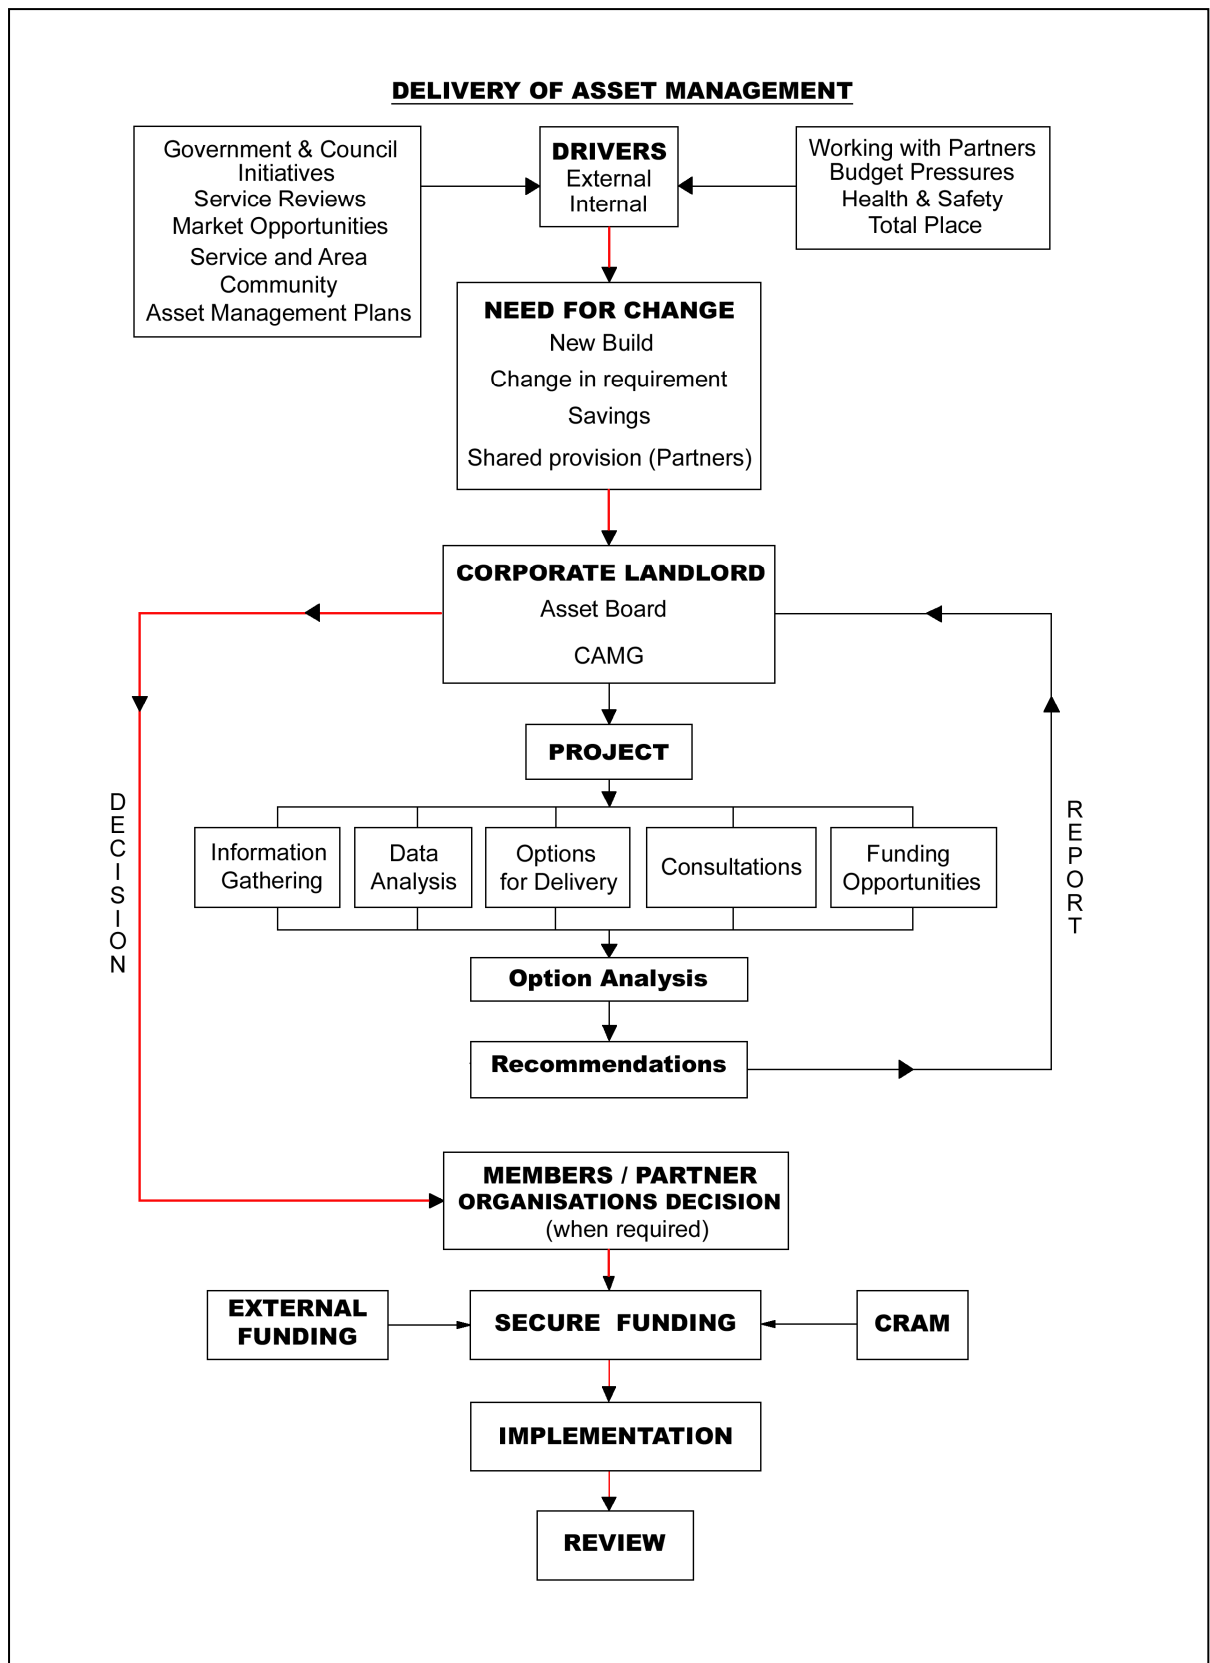 DELIVERY OF ASSET MANAGEMENT
Government & Council
Initiatives
Service Reviews
Market Opportunities
Service and Area
Community
Asset Management Plans
DRIVERS
External
Internal
Working with Partners
Budget Pressures
Health & Safety
Total Place
NEED FOR CHANGE
New Build
Change in requirement
Savings
Shared provision (Partners)
CORPORATE LANDLORD
Asset Board
CAMG
PROJECT
DECISION
REPORT
Information
Gathering
Data
Analysis
Options
for Delivery
Consultations
Funding
Opportunities
Option Analysis
Recommendations
MEMBERS / PARTNER
ORGANISATIONS DECISION
(when required)
EXTERNAL
FUNDING
SECURE FUNDING
CRAM
IMPLEMENTATION
REVIEW